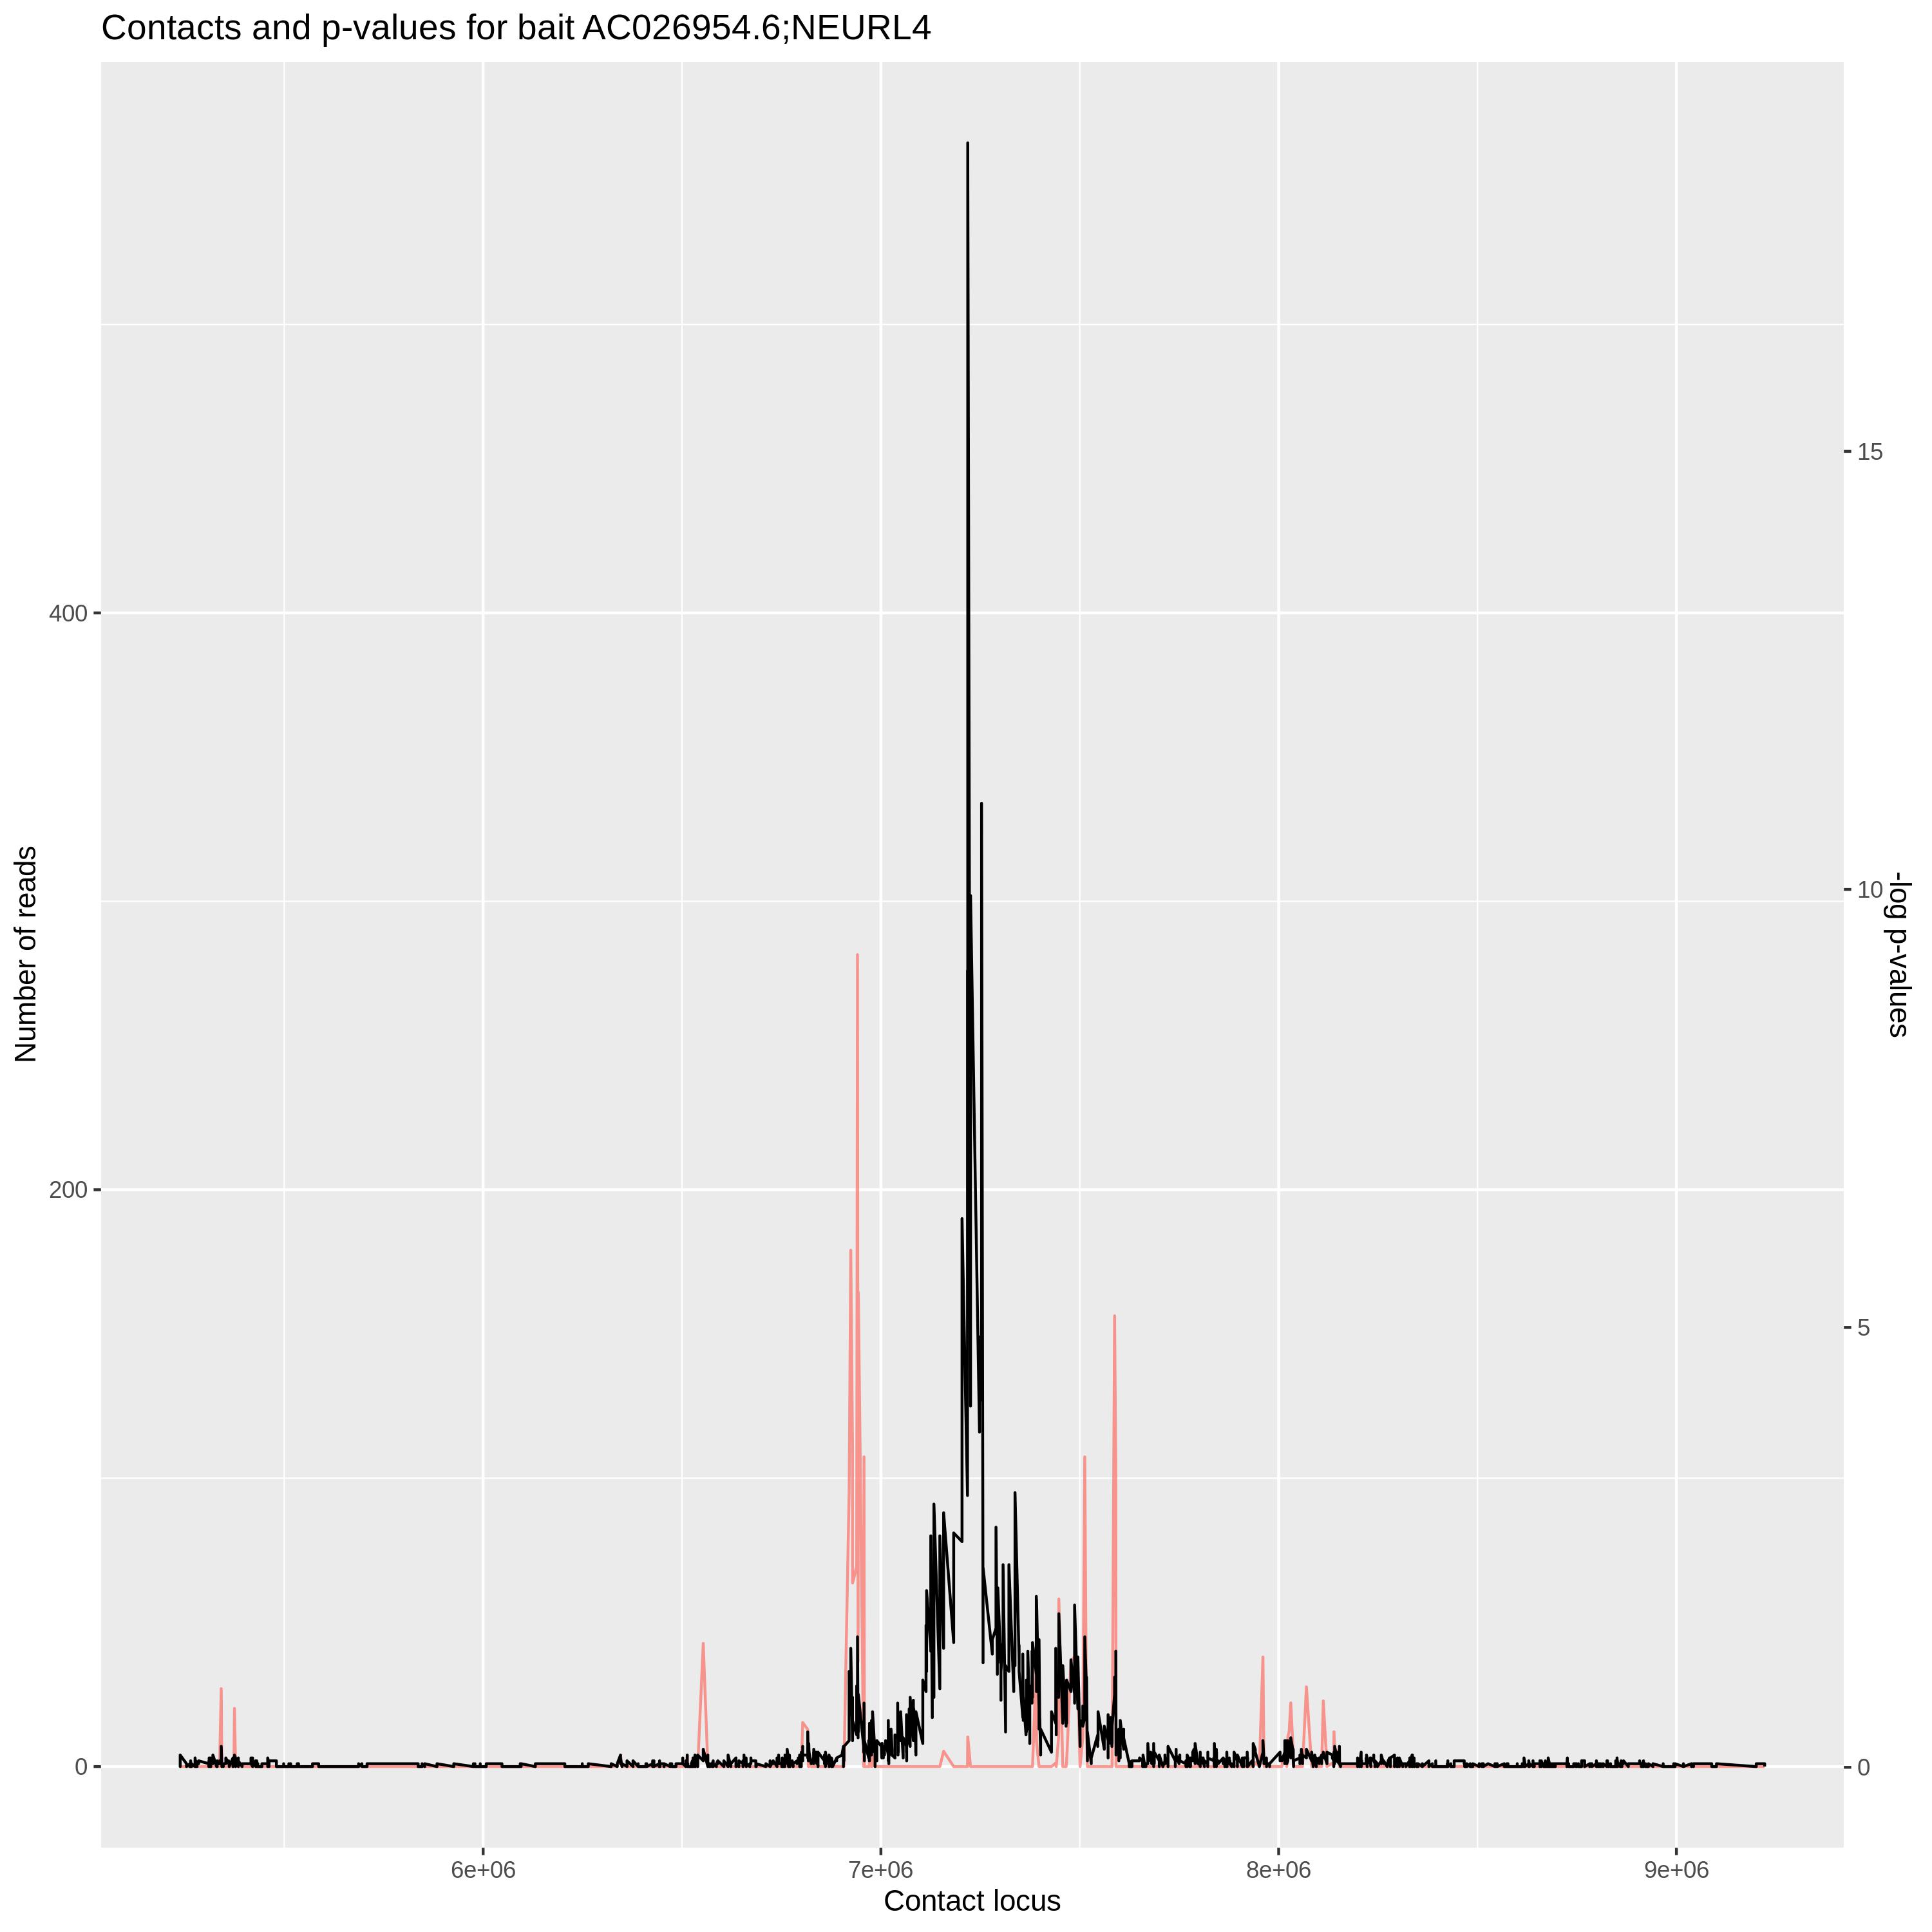 Contacts and p-values for bait AC026954.6;NEURL4
Number of reads
400
200
0
15
10
5
0
-log p-values
6e+06
7e+06
8e+06
9e+06
Contact locus